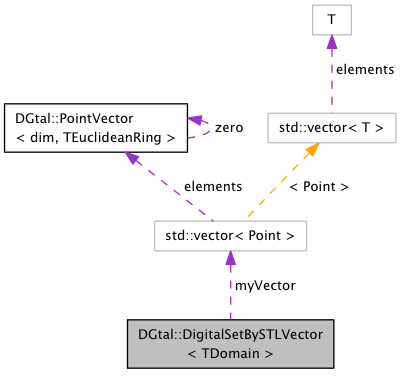 T
elements
DGtal::PointVector
< dim, TEuclideanRing >
zero
std::vector< T >
elements
< Point >
std::vector< Point >
myVector
DGtal::DigitalSetBySTLVector
< TDomain >